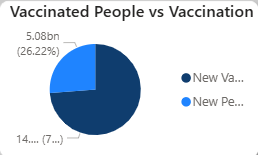 Vaccinated People vs Vaccination
5.08bn
(26.22%)
New Va...
New Pe...
14.... (7...)